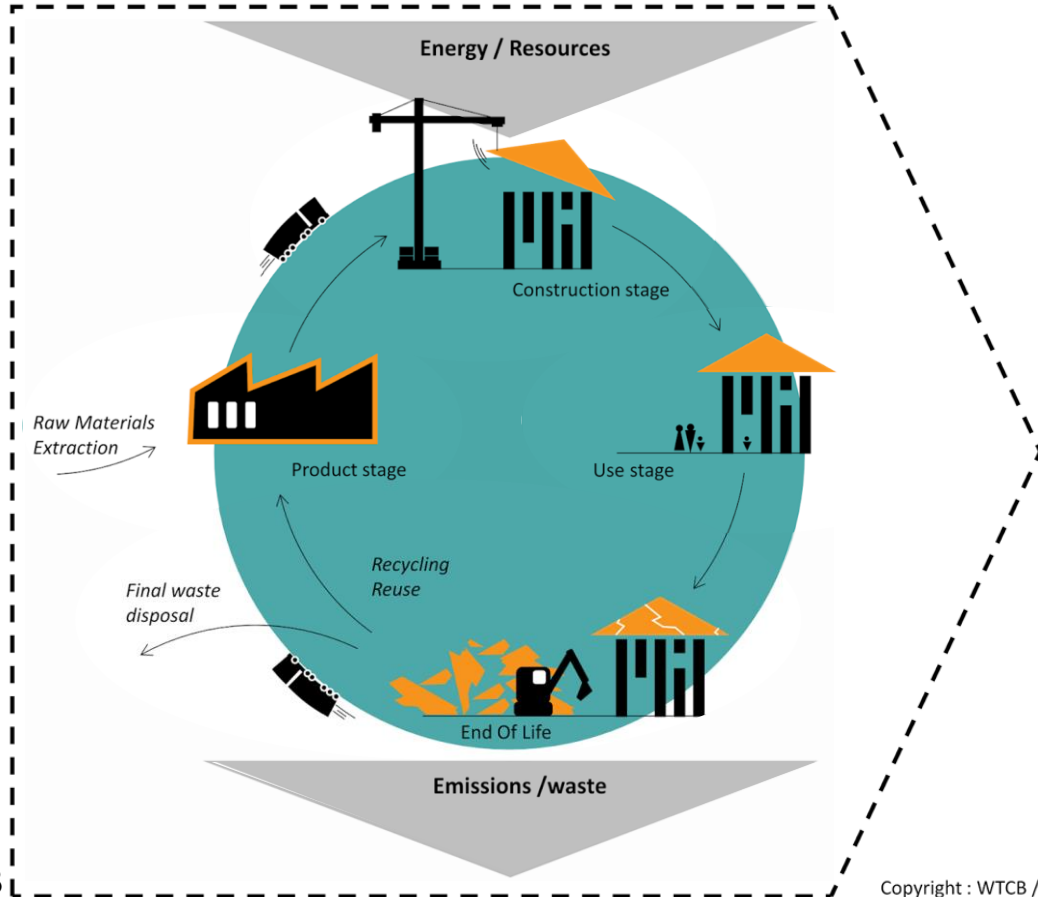 Energy / Resources
Construction stage
Raw Materials
Extraction
Product stage
Use stage
Recycling
Reuse
Final waste
disposal
End Of Life
Emissions /waste
Copyright : WTCB /